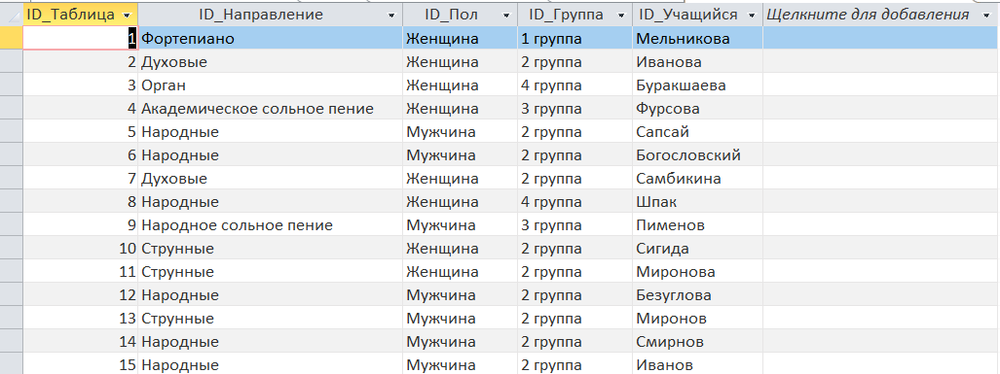 ID_Таблица ID_Направление ID_Пол ID_Группа ID_Учащийся Щелкните для добавления
1 Фортепиано Женщина 1 группа Мельникова
2 Духовые Женщина 2 группа Иванова
3 Орган Женщина 4 группа Буракшаева
4 Академическое сольное пение Женщина 3 группа Фурсова
5 Народные Мужчина 2 группа Сапсай
6 Народные Мужчина 2 группа Богословский
7 Духовые Женщина 2 группа Самбикина
8 Народные Женщина 4 группа Шпак
9 Народное сольное пение Мужчина 3 группа Пименов
10 Струнные Женщина 2 группа Сигида
11 Струнные Женщина 2 группа Миронова
12 Народные Мужчина 2 группа Безуглова
13 Струнные Мужчина 2 группа Миронов
14 Народные Мужчина 2 группа Смирнов
15 Народные Мужчина 2 группа Иванов